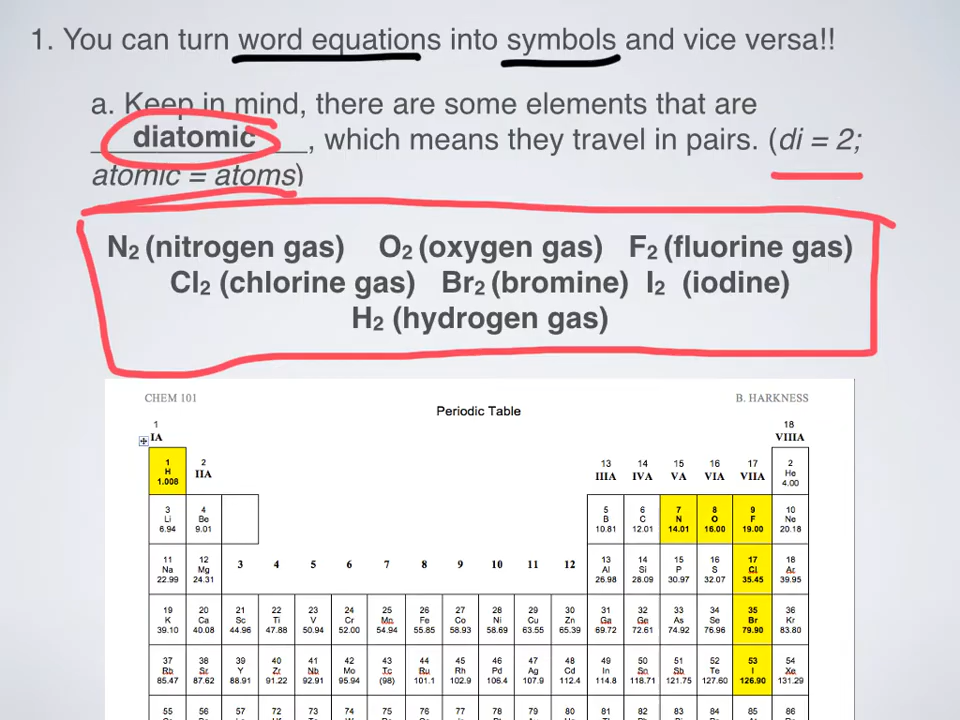 1. You can turn word equations into symbols and vice versa!!
a. Keep in mind, there are some elements that are
diatomic, which means they travel in pairs. (di = 2;
atomic = atoms)
N2 (nitrogen gas) O2 (oxygen gas) F2 (fluorine gas)
Cl2 (chlorine gas) Br2 (bromine) I2 (iodine)
H2 (hydrogen gas)
CHEM 101 B. HARKNESS
Periodic Table
1 18
IA VIIIA
1 2 13 14 15 16 17 2
H IIA IIIA IVA VA VIA VIIA He
1.008 4.00
3 4 5 6 7 8 9 10
Li Be B C N O F Ne
6.94 9.01 10.81 12.01 14.01 16.00 19.00 20.18
11 12 3 4 5 6 7 8 9 10 11 12 13 14 15 16 17 18
Na Mg Al Si P S Cl Ar
22.99 24.31 26.98 28.09 30.97 32.07 35.45 39.95
19 20 21 22 23 24 25 26 27 28 29 30 31 32 33 34 35 36
K Ca Sc Ti V Cr Mn Fe Co Ni Cu Zn Ga Ge As Se Br Kr
39.10 40.08 44.96 47.88 50.94 52.00 54.94 55.85 58.93 58.69 63.55 65.39 69.72 72.61 74.92 76.96 79.90 83.80
37 38 39 40 41 42 43 44 45 46 47 48 49 50 51 52 53 54
Rb Sr Y Zr Nb Mo Tc Ru Rh Pd Ag Cd In Sn Sb Te I Xe
85.47 87.62 88.91 91.22 92.91 95.94 (98) 101.1 102.9 106.4 107.9 112.4 114.8 118.71 121.75 127.60 126.90 131.29
55 56 71 72 73 74 75 76 77 78 79 80 81 82 83 84 85 86